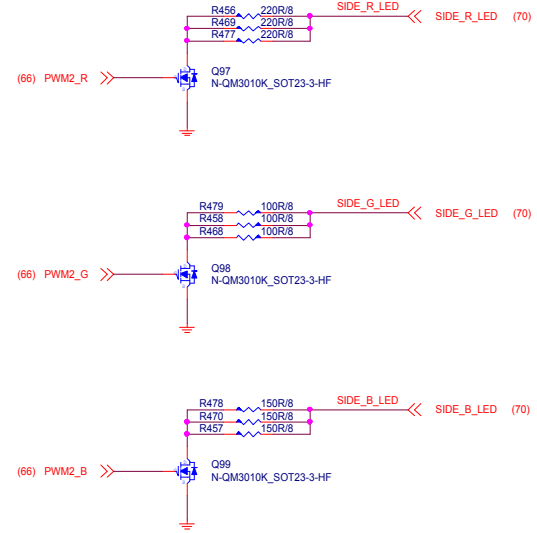 R456 220R/8 SIDE_R_LED
R469 220R/8 SIDE_R_LED (70)
R477 220R/8
(66) PWM2_R Q97
N-QM3010K_SOT23-3-HF
R479 100R/8 SIDE_G_LED
R458 100R/8 SIDE_G_LED (70)
R468 100R/8
(66) PWM2_G Q98
N-QM3010K_SOT23-3-HF
R478 150R/8 SIDE_B_LED
R470 150R/8 SIDE_B_LED (70)
R457 150R/8
(66) PWM2_B Q99
N-QM3010K_SOT23-3-HF